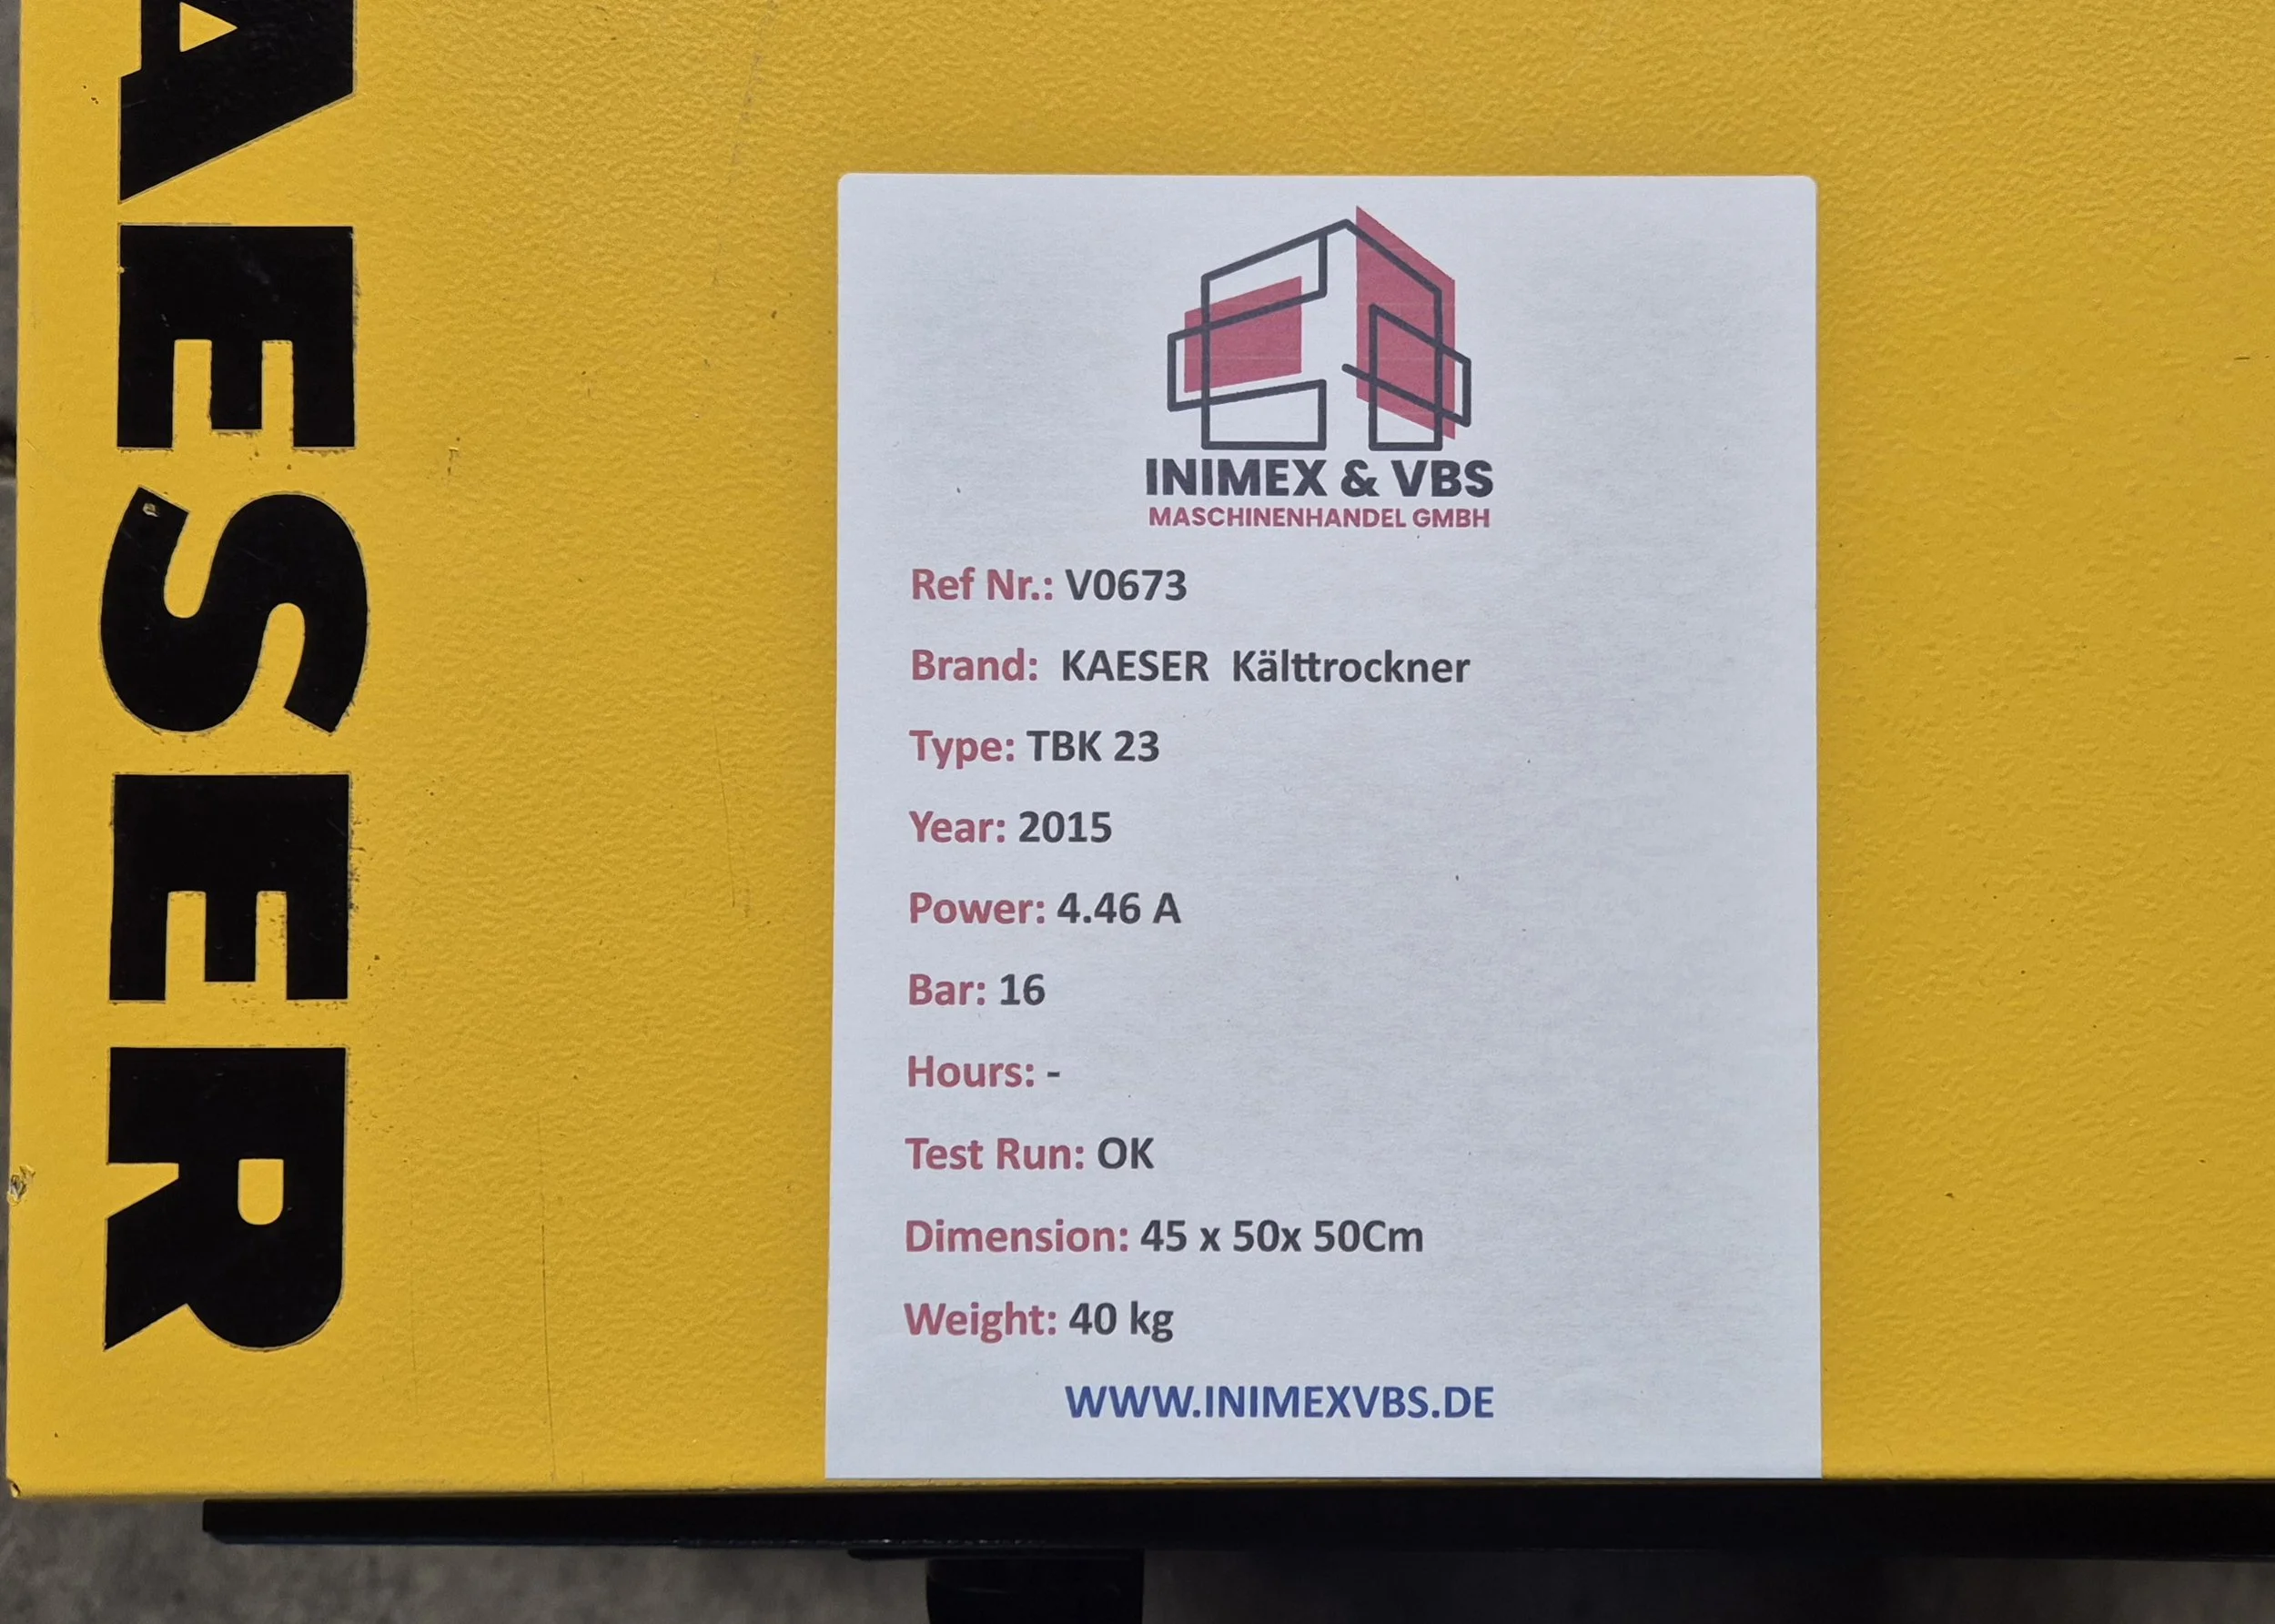 AESER
INIMEX & VBS
MASCHINENHANDEL GMBH
Ref Nr.: V0673
Brand: KAESER Kälttrockner
Type: TBK 23
Year: 2015
Power: 4.46 A
Bar: 16
Hours: -
Test Run: OK
Dimension: 45 x 50x 50Cm
Weight: 40 kg
WWW.INIMEXVBS.DE